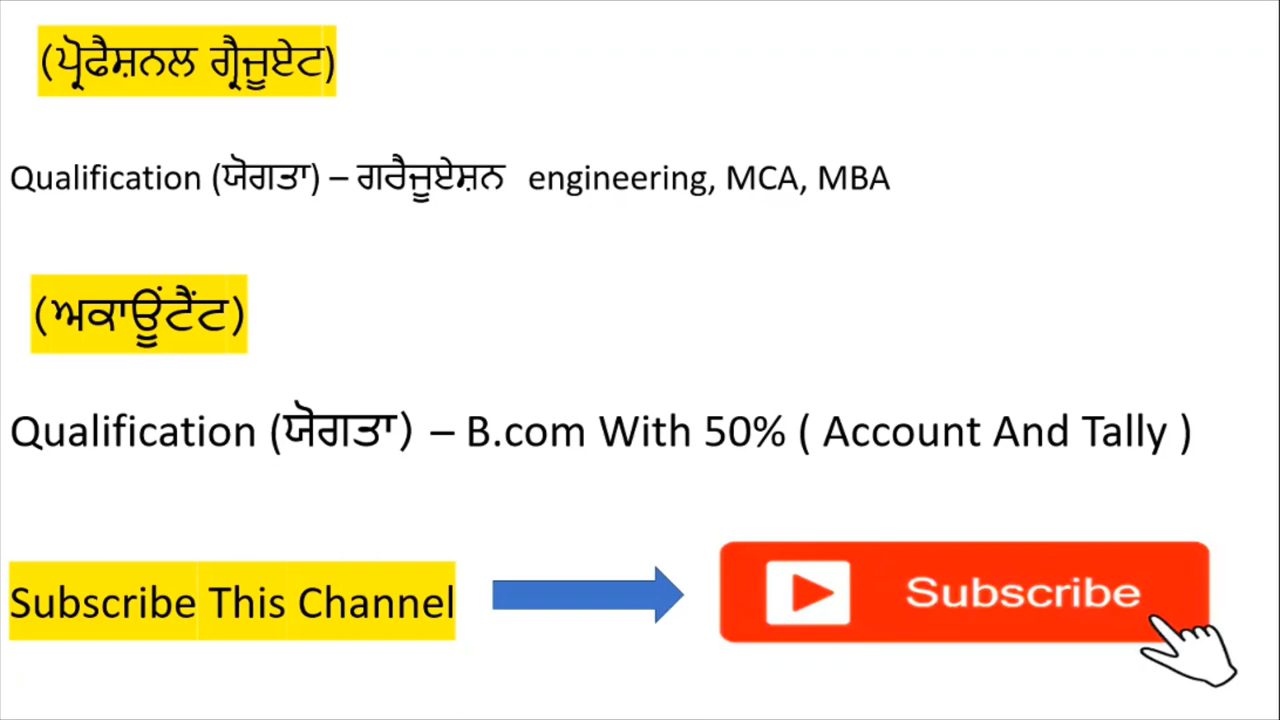 (ਪ੍ਰੋਫੈਸ਼ਨਲ ਗ੍ਰੈਜੂਏਟ)
Qualification (ਯੋਗਤਾ) – ਗਰੈਜੂਏਸ਼ਨ engineering, MCA, MBA
(ਅਕਾਊਂਟੈਂਟ)
Qualification (ਯੋਗਤਾ) – B.com With 50% ( Account And Tally )
Subscribe This Channel
Subscribe